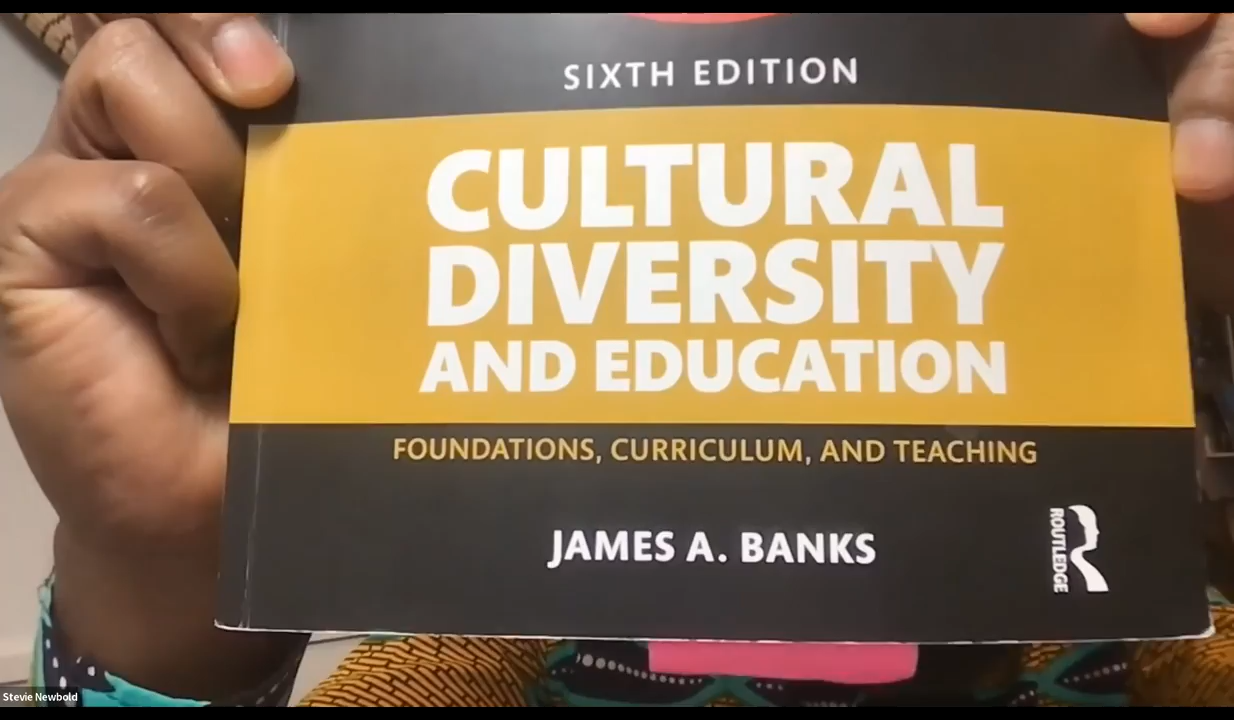 SIXTH EDITION
CULTURAL
DIVERSITY
AND EDUCATION
FOUNDATIONS, CURRICULUM, AND TEACHING
JAMES A. BANKS
ROUTLEDGE
Stevie Newbold